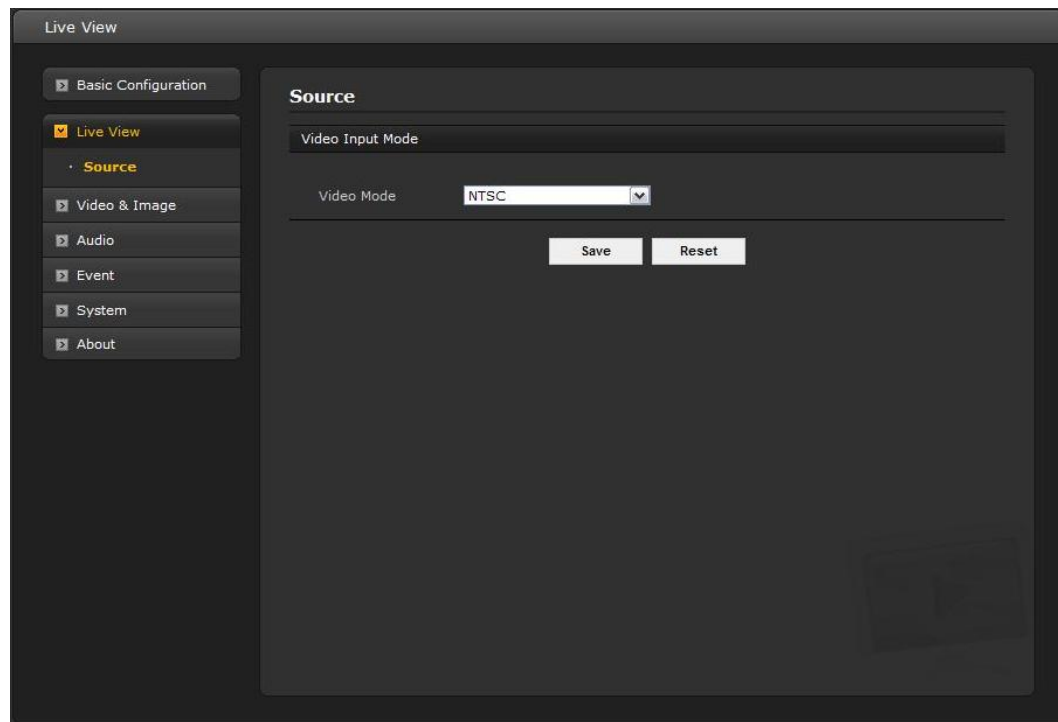 Live View
Basic Configuration
Live View
· Source
Video & Image
Audio
Event
System
About
Source
Video Input Mode
Video Mode NTSC
Save Reset